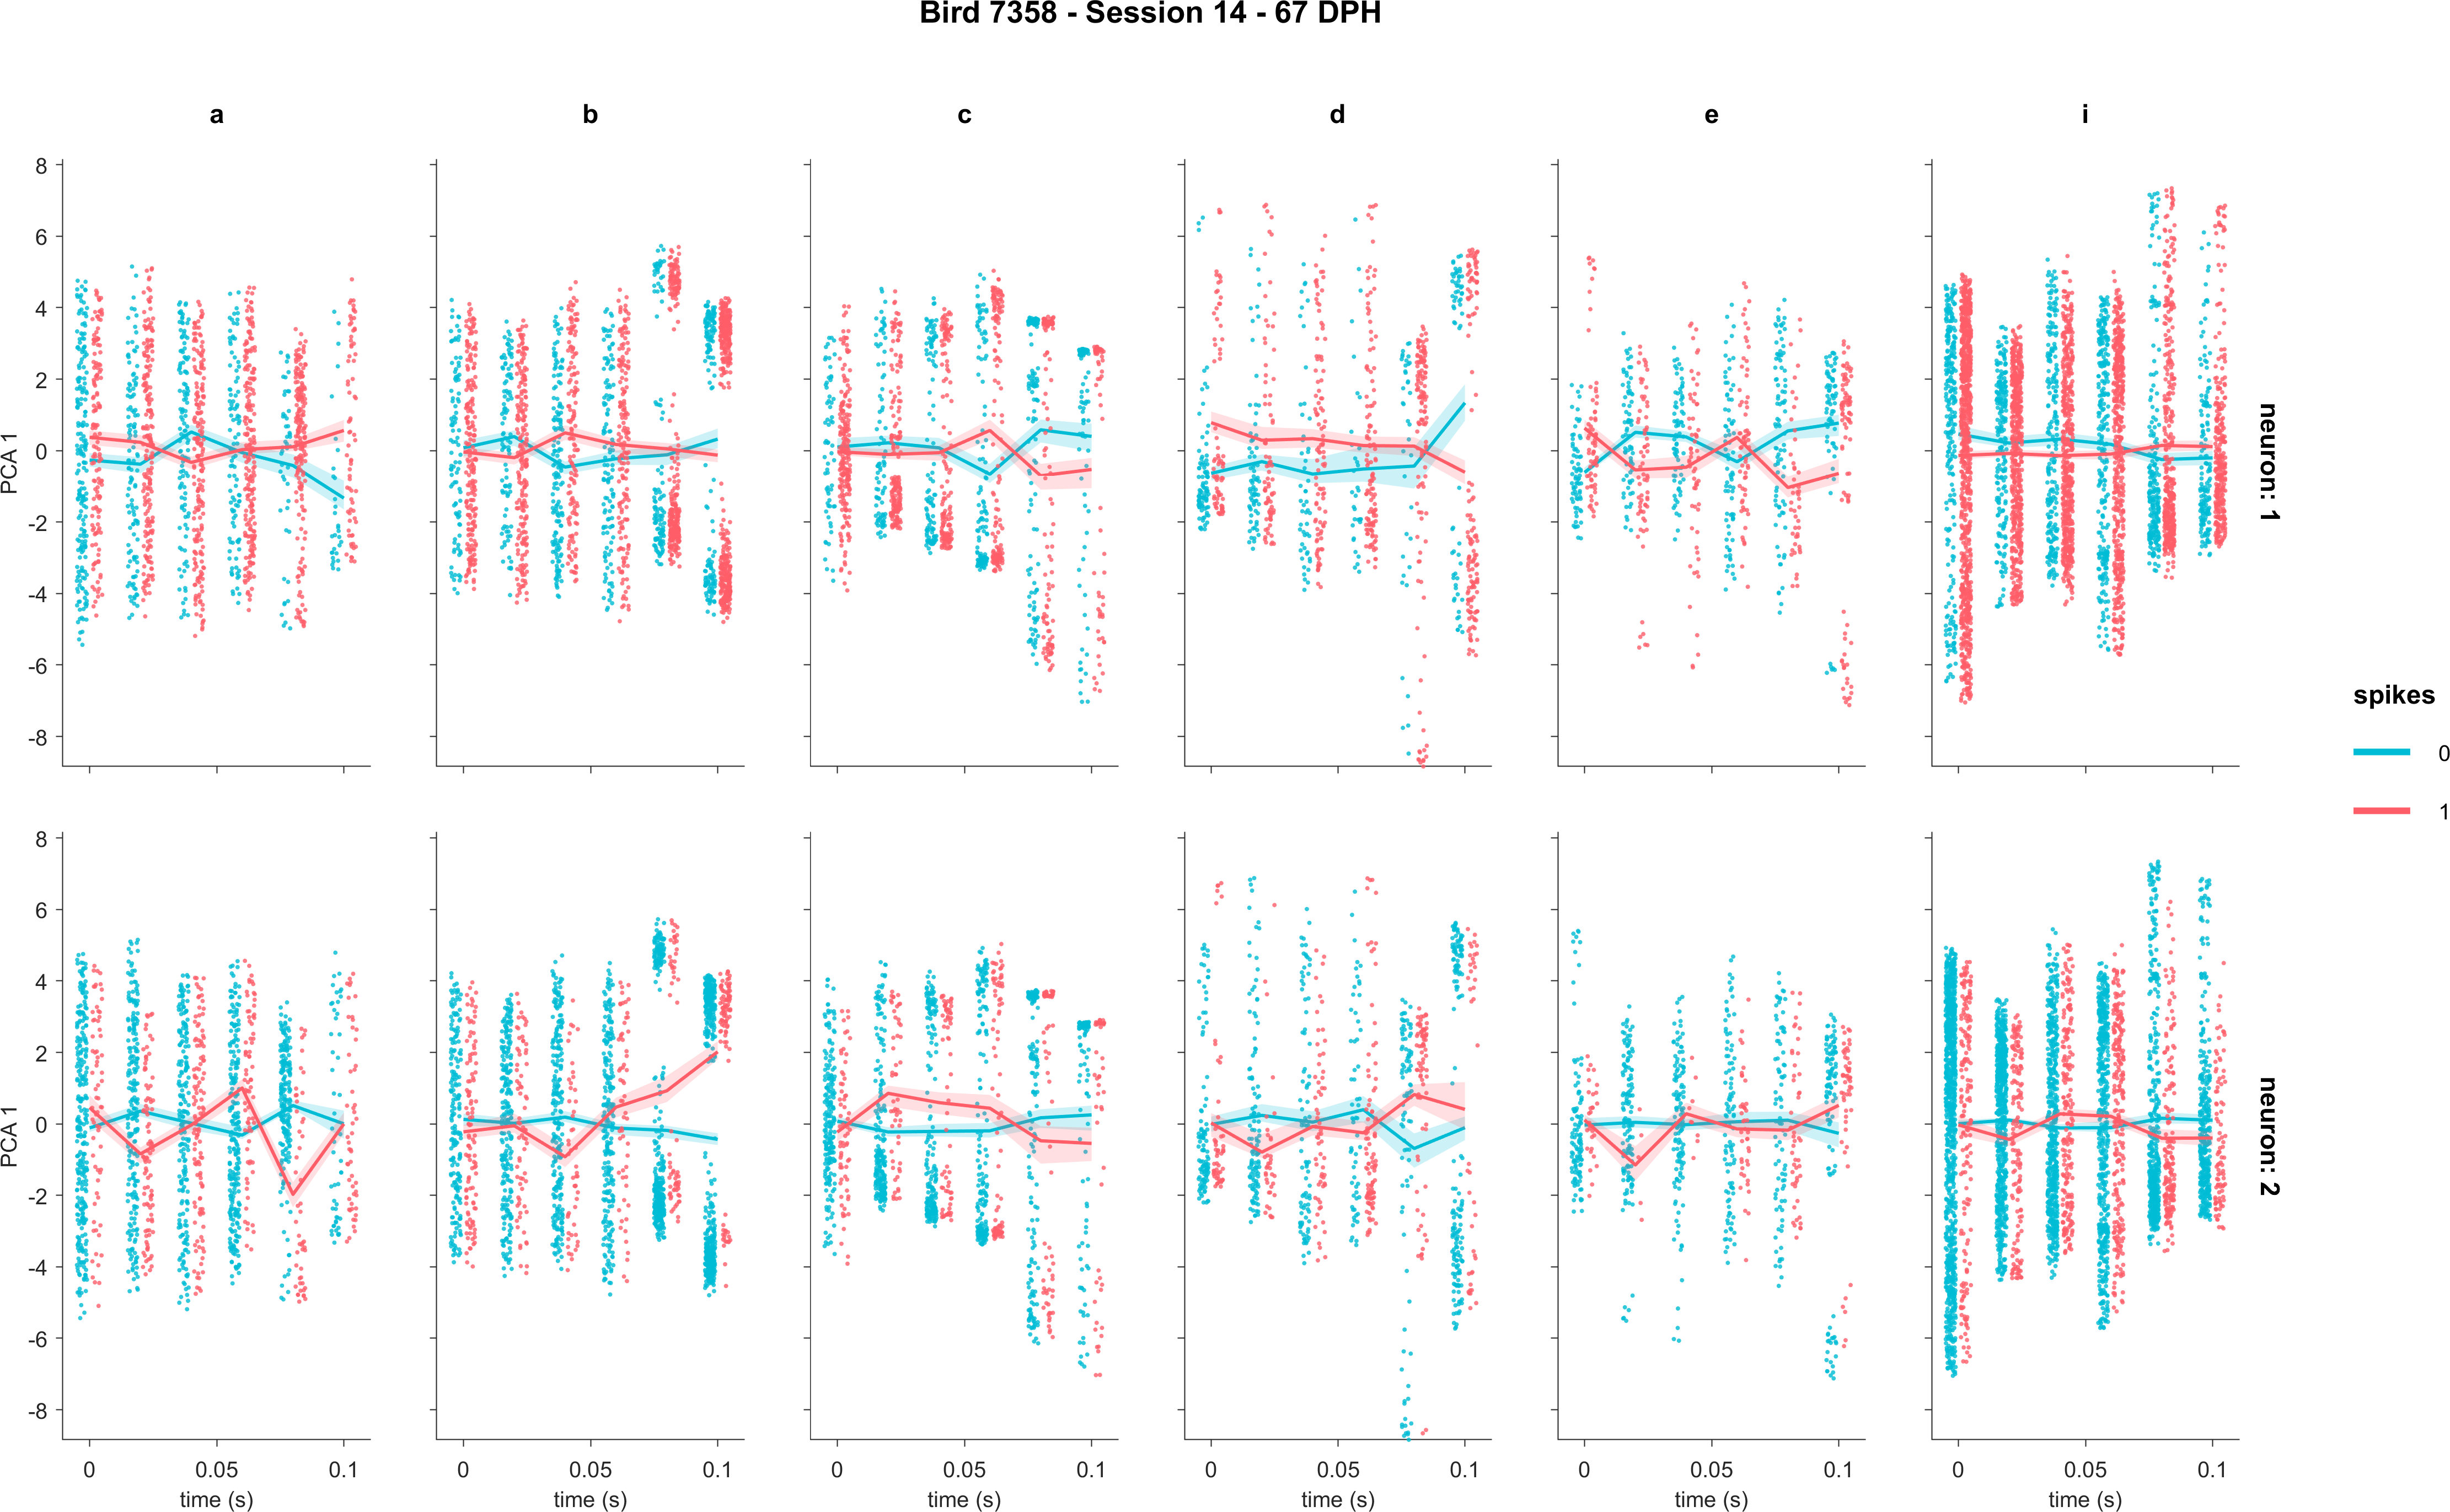 Bird 7358 - Session 14 - 67 DPH
a b c d e i
8
6
4
2
0
-2
-4
-6
-8
PCA 1
neuron: 1
spikes
0
1
8
6
4
2
0
-2
-4
-6
-8
PCA 1
neuron: 2
0 0.05 0.1 0 0.05 0.1 0 0.05 0.1 0 0.05 0.1 0 0.05 0.1 0 0.05 0.1
time (s) time (s) time (s) time (s) time (s) time (s)